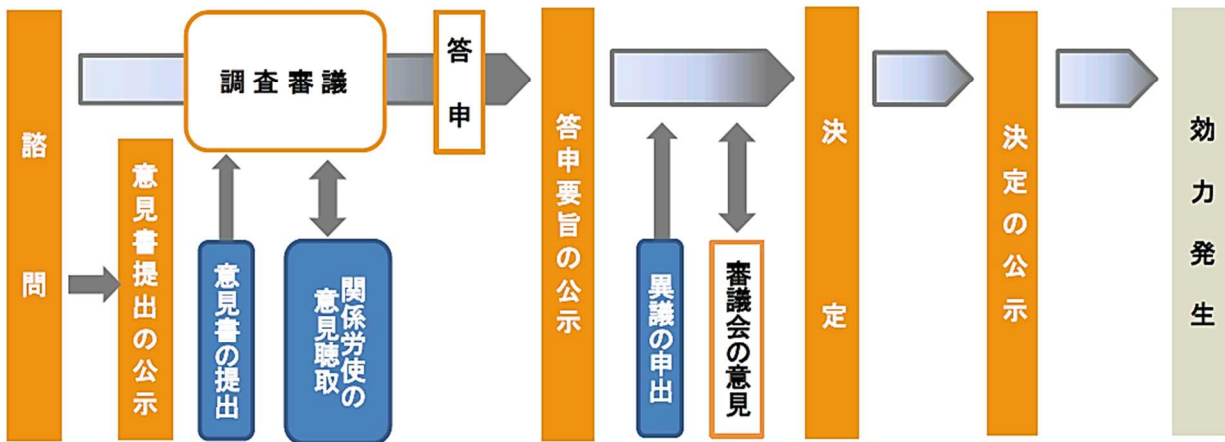 諮問
意見書提出の公示
調査審議
意見書の提出
関係労使の
意見聴取
答申
答申要旨の公示
異議の申出
審議会の意見
決定
決定の公示
効力発生